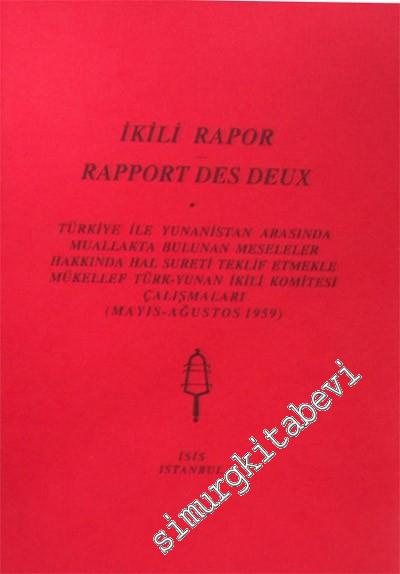 İKİLİ RAPOR
RAPPORT DES DEUX
TÜRKİYE İLE YUNANİSTAN ARASINDA
MUALLAKTA BULUNAN MESELELER
HAKKINDA HAL SURETİ TEKLİF ETMEKLE
MÜKELLEF TÜRK-YUNAN İKİLİ KOMİTESİ
ÇALIŞMALARI
(MAYIS-AĞUSTOS 1959)
ISIS
ISTANBUL
simurgkitabevi.com